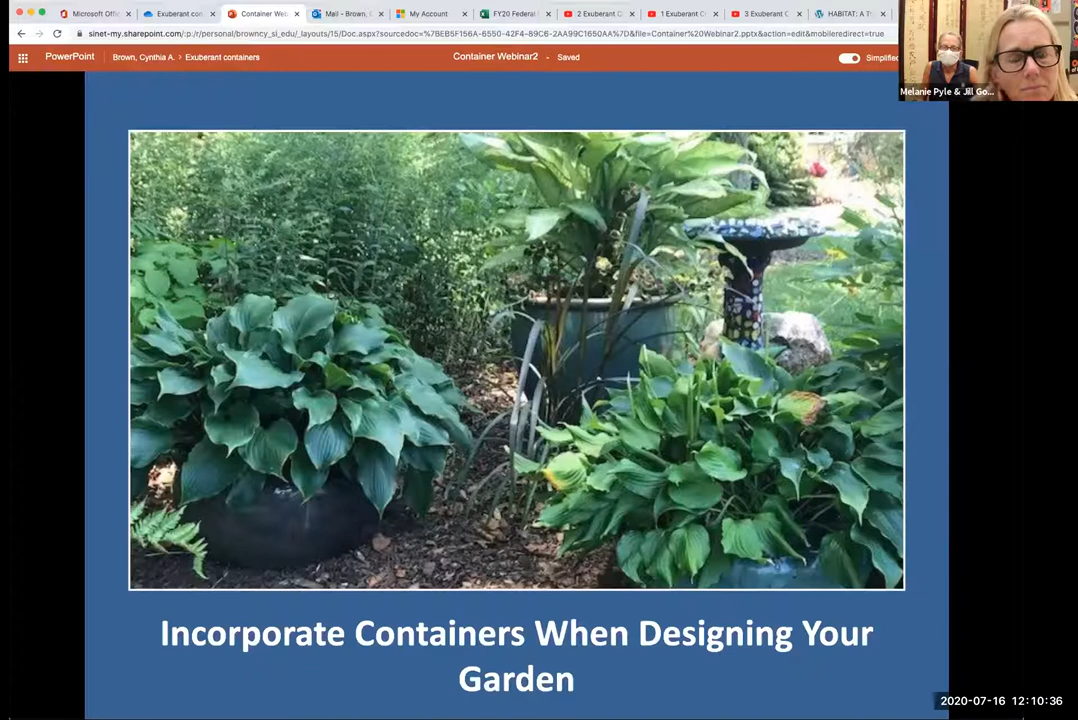 Microsoft Offic
Exuberant con
Container Web
Mail - Brown, C
My Account
FY20 Federal F
2 Exuberant C
1 Exuberant C
3 Exuberant C
HABITAT: A Th
sinet-my.sharepoint.com/:p:/r/personal/browncy_si_edu/_layouts/15/Doc.aspx?sourcedoc=%7BEB5F156A-6550-42F4-89C6-2AA99C1650AA%7D&file=Container%20Webinar2.pptx&action=edit&mobileredirect=true
PowerPoint
Brown, Cynthia A. > Exuberant containers
Container Webinar2 - Saved
Simplified
Melanie Pyle & Jill Go...
Incorporate Containers When Designing Your
Garden
2020-07-16 12:10:36